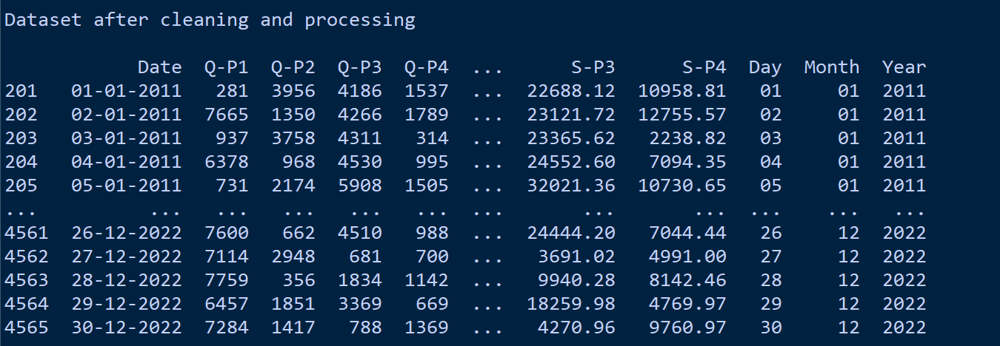 Dataset after cleaning and processing
Date Q-P1 Q-P2 Q-P3 Q-P4 ... S-P3 S-P4 Day Month Year
201 01-01-2011 281 3956 4186 1537 ... 22688.12 10958.81 01 01 2011
202 02-01-2011 7665 1350 4266 1789 ... 23121.72 12755.57 02 01 2011
203 03-01-2011 937 3758 4311 314 ... 23365.62 2238.82 03 01 2011
204 04-01-2011 6378 968 4530 995 ... 24552.60 7094.35 04 01 2011
205 05-01-2011 731 2174 5908 1505 ... 32021.36 10730.65 05 01 2011
... ... ... ... ... ... ... ... ... ... ... ...
4561 26-12-2022 7600 662 4510 988 ... 24444.20 7044.44 26 12 2022
4562 27-12-2022 7114 2948 681 700 ... 3691.02 4991.00 27 12 2022
4563 28-12-2022 7759 356 1834 1142 ... 9940.28 8142.46 28 12 2022
4564 29-12-2022 6457 1851 3369 669 ... 18259.98 4769.97 29 12 2022
4565 30-12-2022 7284 1417 788 1369 ... 4270.96 9760.97 30 12 2022